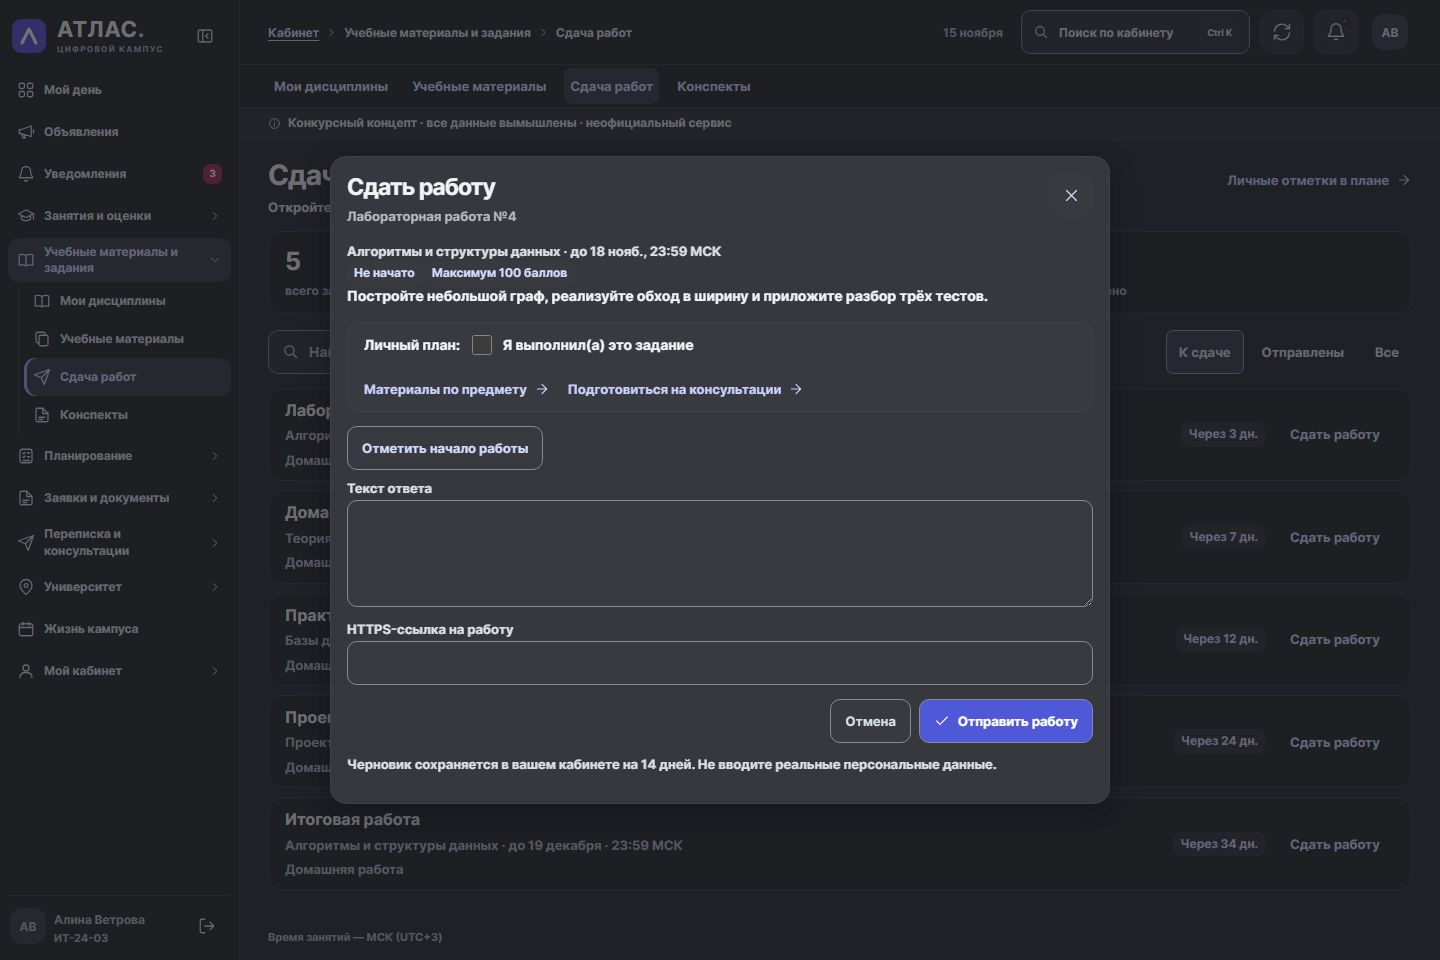 АТЛАС.
ЦИФРОВОЙ КАМПУС
Мой день
Объявления
Уведомления
3
Занятия и оценки
Учебные материалы и
задания
Мои дисциплины
Учебные материалы
Сдача работ
Конспекты
Планирование
Заявки и документы
Переписка и
консультации
Университет
Жизнь кампуса
Мой кабинет
АВ
Алина Ветрова
ИТ-24-03
Кабинет
Учебные материалы и задания
Сдача работ
15 ноября
Поиск по кабинету
Ctrl K
АВ
Мои дисциплины
Учебные материалы
Сдача работ
Конспекты
Конкурсный концепт · все данные вымышлены · неофициальный сервис
Личные отметки в плане
Откройте
5
всего
К сдаче
Отправлены
Все
Сдать работу
Лабораторная работа №4
Алгоритмы и структуры данных · до 18 нояб., 23:59 МСК
Не начато
Максимум 100 баллов
Постройте небольшой граф, реализуйте обход в ширину и приложите разбор трёх тестов.
Личный план:
Я выполнил(а) это задание
Материалы по предмету
Подготовиться на консультации
Отметить начало работы
Текст ответа
HTTPS-ссылка на работу
Отмена
Отправить работу
Черновик сохраняется в вашем кабинете на 14 дней. Не вводите реальные персональные данные.
Через 3 дн.
Сдать работу
Теория
Через 7 дн.
Сдать работу
Базы
Через 12 дн.
Сдать работу
Через 24 дн.
Сдать работу
Итоговая работа
Алгоритмы и структуры данных · до 19 декабря · 23:59 МСК
Домашняя работа
Через 34 дн.
Сдать работу
Время занятий — МСК (UTC+3)